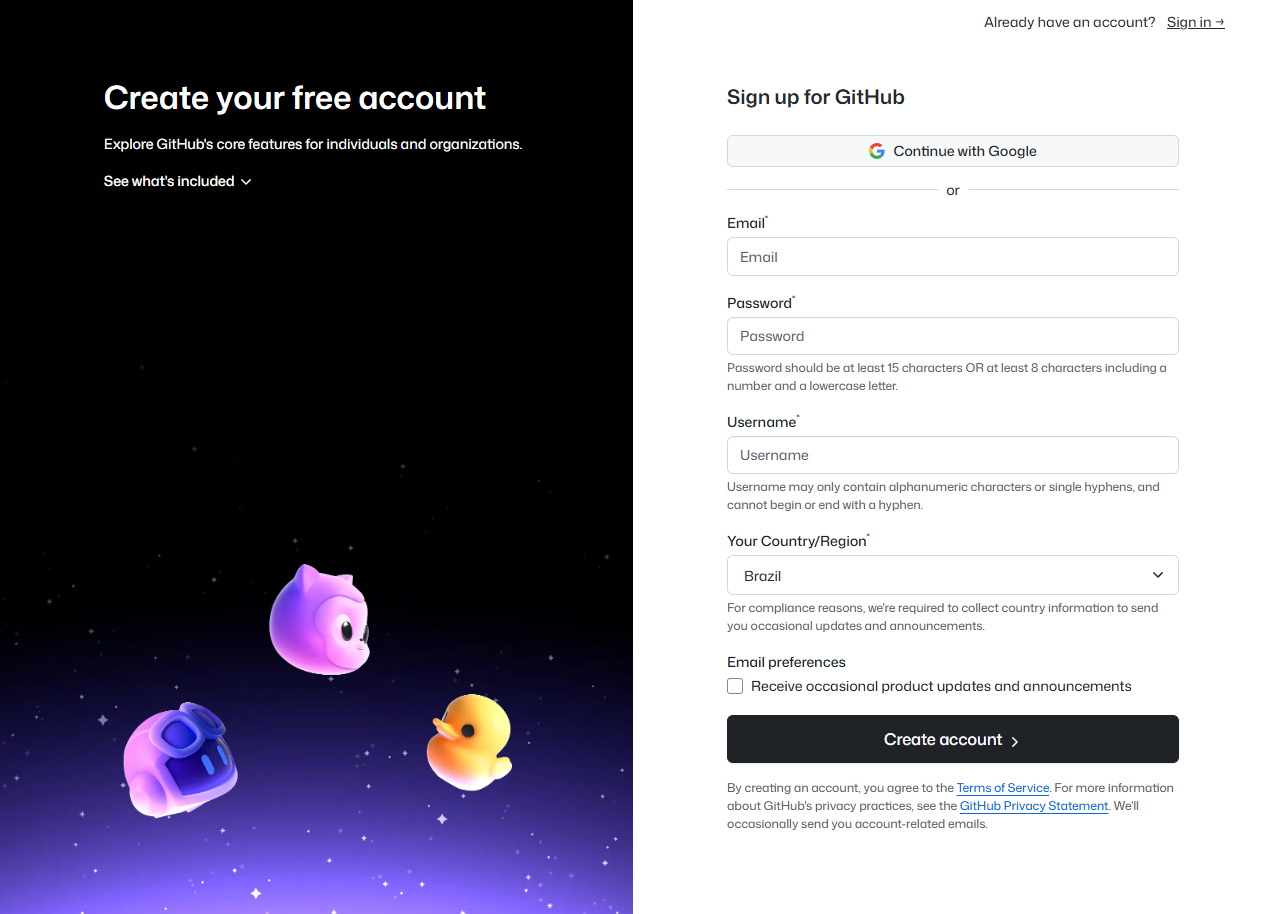 Already have an account? Sign in →
Create your free account
Explore GitHub's core features for individuals and organizations.
See what's included
Sign up for GitHub
Continue with Google
or
Email*
Email
Password*
Password
Password should be at least 15 characters OR at least 8 characters including a
number and a lowercase letter.
Username*
Username
Username may only contain alphanumeric characters or single hyphens, and
cannot begin or end with a hyphen.
Your Country/Region*
Brazil
For compliance reasons, we're required to collect country information to send
you occasional updates and announcements.
Email preferences
Receive occasional product updates and announcements
Create account
By creating an account, you agree to the Terms of Service. For more information
about GitHub's privacy practices, see the GitHub Privacy Statement. We'll
occasionally send you account-related emails.